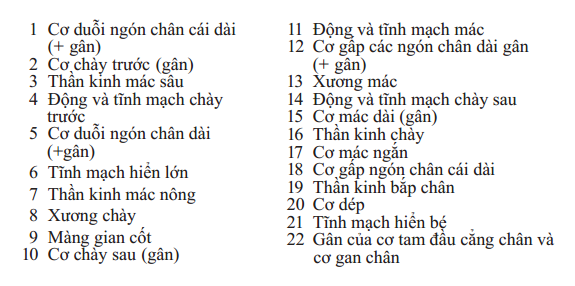 1 Cơ duỗi ngón chân cái dài
(+ gân)
2 Cơ chày trước (gân)
3 Thần kinh mác sâu
4 Động và tĩnh mạch chày
trước
5 Cơ duỗi ngón chân dài
(+gân)
6 Tĩnh mạch hiển lớn
7 Thần kinh mác nông
8 Xương chày
9 Màng gian cốt
10 Cơ chày sau (gân)
11 Động và tĩnh mạch mác
12 Cơ gấp các ngón chân dài gân
(+ gân)
13 Xương mác
14 Động và tĩnh mạch chày sau
15 Cơ mác dài (gân)
16 Thần kinh chày
17 Cơ mác ngắn
18 Cơ gấp ngón chân cái dài
19 Thần kinh bắp chân
20 Cơ dép
21 Tĩnh mạch hiển bé
22 Gân của cơ tam đầu cẳng chân và
cơ gan chân